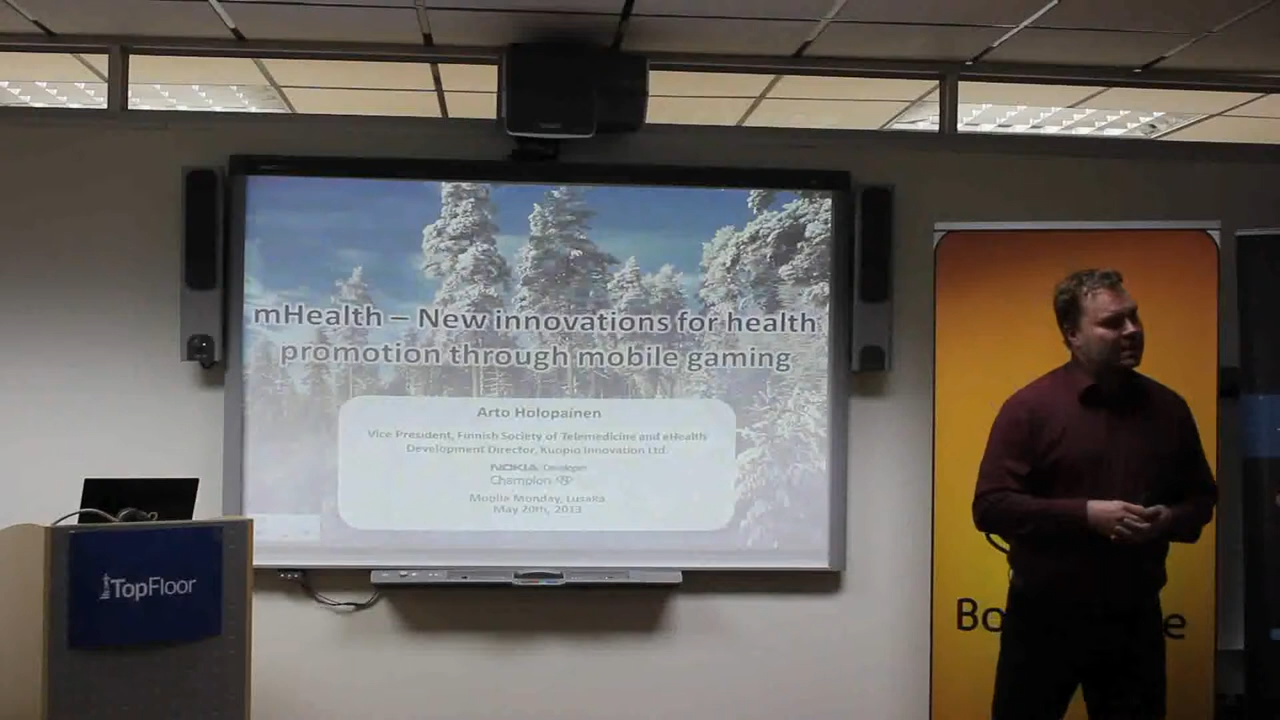 mHealth – New innovations for health
promotion through mobile gaming
Arto Holopainen
Vice President, Finnish Society of Telemedicine and eHealth
Development Director, Kuopio Innovation Ltd.
NOKIA Developer
Champion
Mobile Monday, Lusaka
May 20th, 2013
TopFloor
Bo
e